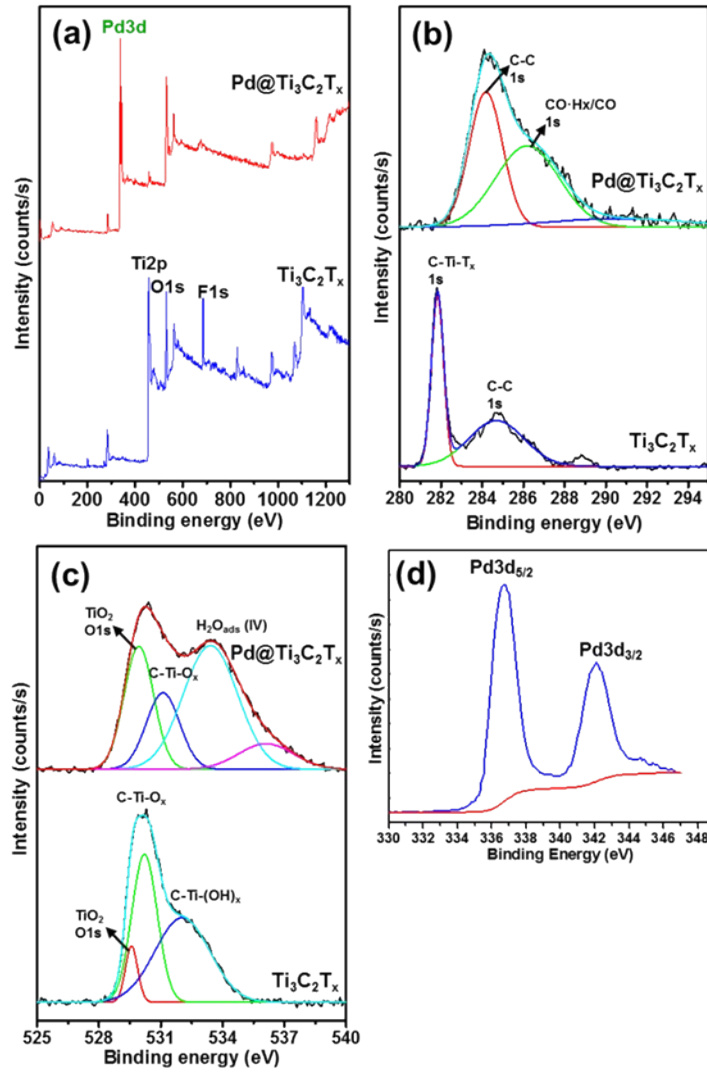 (a)
Pd3d
Pd@Ti₃C₂Tₓ
Ti2p
O1s
F1s
Ti₃C₂Tₓ
Intensity (counts/s)
0 200 400 600 800 1000 1200
Binding energy (eV)
(b)
C-C
1s
CO·Hx/CO
1s
Pd@Ti₃C₂Tₓ
C-Ti-Tₓ
1s
C-C
1s
Ti₃C₂Tₓ
Intensity (counts/s)
280 282 284 286 288 290 292 294
Binding energy (eV)
(c)
TiO₂
O1s
H₂Oₐdₛ (IV)
Pd@Ti₃C₂Tₓ
C-Ti-Oₓ
C-Ti-Oₓ
C-Ti-(OH)ₓ
TiO₂
O1s
Ti₃C₂Tₓ
Intensity (counts/s)
525 528 531 534 537 540
Binding energy (eV)
(d)
Pd3d₅/₂
Pd3d₃/₂
Intensity (counts/s)
330 332 334 336 338 340 342 344 346 348
Binding Energy (eV)